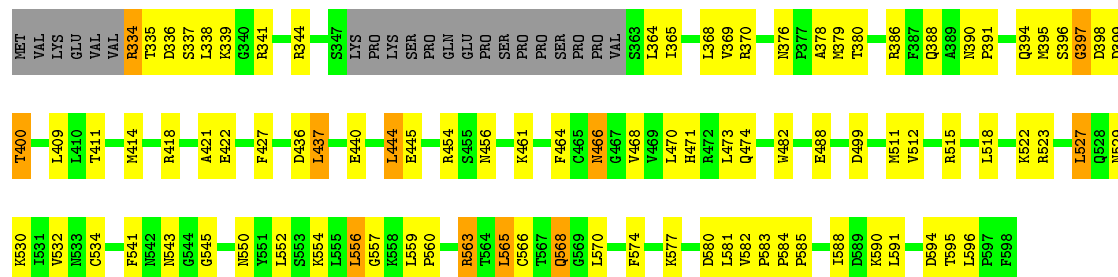 MET VAL LYS GLU VAL VAL R334 T335 D336 S337 L338 K339 G340 R341 R344 S347 LYS PRO LYS SER PRO GLN GLU PRO SER PRO PRO PRO SER PRO PRO VAL S363 L364 I365 L368 V369 R370 N376 P377 A378 M379 T380 R386 F387 Q388 A389 N390 P391 Q394 M395 S396 G397 D398
T400 L409 L410 T411 M414 R418 A421 E422 F427 D436 L437 E440 L444 E445 R454 S455 N456 K461 F464 C465 N466 G467 V468 V469 L470 H471 R472 L473 Q474 W482 E488 D499 M511 V512 R515 L518 K522 R523 L527 Q528
K530 I531 V532 N533 C534 F541 N542 N543 G544 G545 N550 Y551 L552 S553 K554 L555 L556 G557 K558 L559 P560 R563 T564 L565 C566 T567 Q568 G569 L570 F574 K577 D580 L581 V582 P583 P584 P585 I588 D589 K590 L591 D594 T595 L596 P597 F598